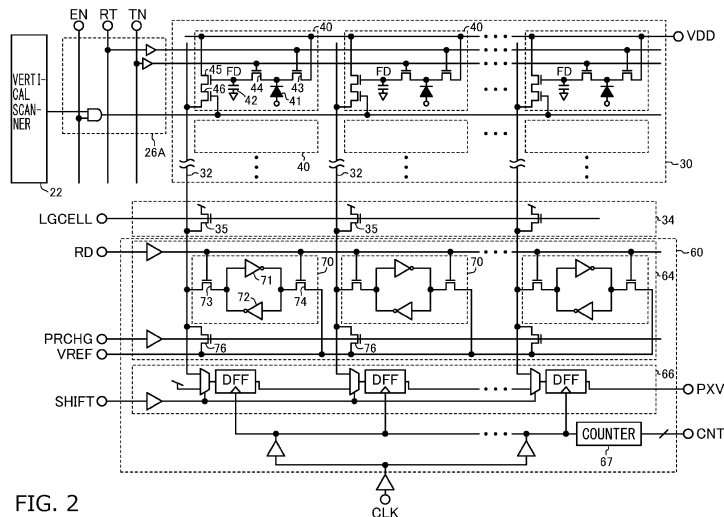 EN RT TN
VDD
VERTI-
CAL
SCAN-
NER
22
26A
40 40
FD FD FD
45
46
42 44 41 43
40
30
32 32
LGCELL
35 35
34
RD
60
70 70
71
72
73 74
64
PRCHG
VREF
76 76
66
DFF DFF DFF
SHIFT
PXV
COUNTER
67
CNT
CLK
FIG. 2